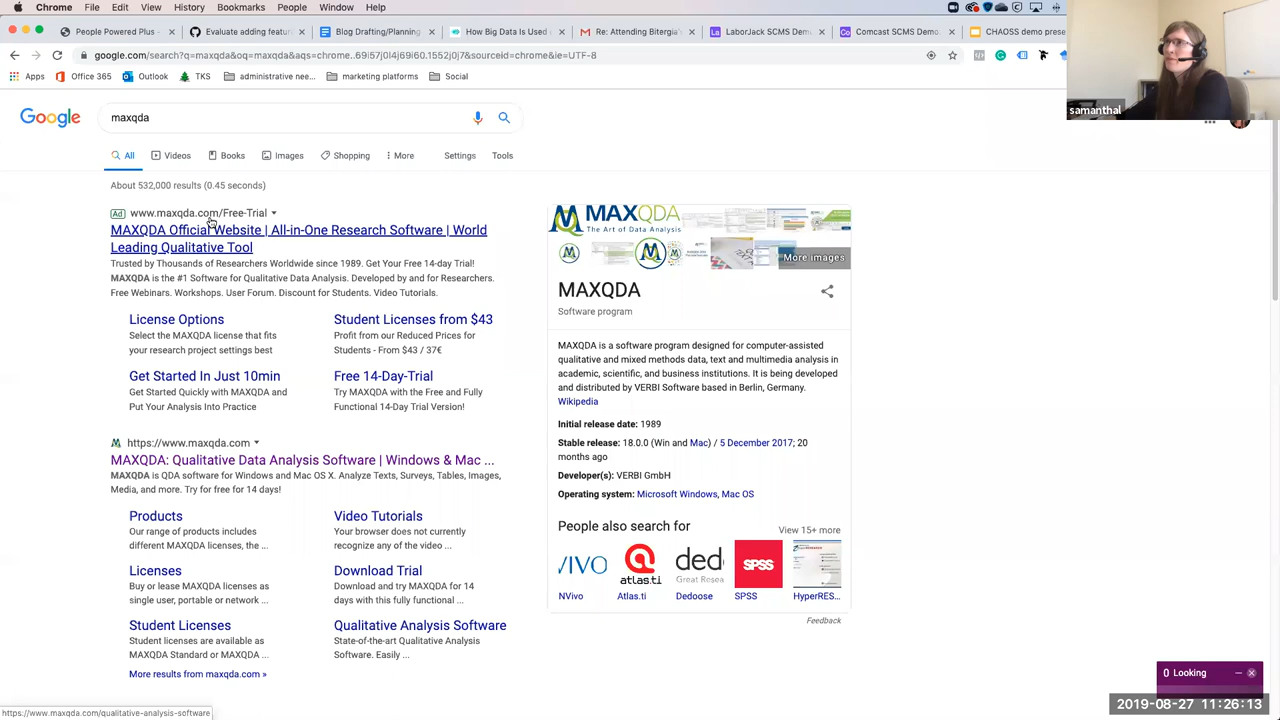 Chrome File Edit View History Bookmarks People Window Help
People Powered Plus - Evaluate adding cultur Blog Drafting/Planning How Big Data Is Used Re: Attending Bitergia's LaborJack SCMS Demo Comcast SCMS Demo. CHAOSS demo prese
google.com/search?q=maxqda&oq=maxqda&aqs=chrome..69i57j0l4j69i60.1552j0j7&sourceid=chrome&ie=UTF-8
Apps Office 365 Outlook TKS administrative nee... marketing platforms Social
samanthal
Google maxqda
All Videos Books Images Shopping More Settings Tools
About 532,000 results (0.45 seconds)
Ad www.maxqda.com/Free-Trial
MAXQDA Official Website | All-in-One Research Software | World
Leading Qualitative Tool
Trusted by Thousands of Researchers Worldwide since 1989. Get Your Free 14-day Trial!
MAXQDA is the #1 Software for Qualitative Data Analysis. Developed by and for Researchers.
Free Webinars. Workshops. User Forum. Discount for Students. Video Tutorials.
License Options
Select the MAXQDA license that fits
your research project settings best
Student Licenses from $43
Profit from our Reduced Prices for
Students - From $43 / 37€
Get Started In Just 10min
Get Started Quickly with MAXQDA and
Put Your Analysis Into Practice
Free 14-Day-Trial
Try MAXQDA with the Free and Fully
Functional 14-Day Trial Version!
https://www.maxqda.com
MAXQDA: Qualitative Data Analysis Software | Windows & Mac ...
MAXQDA is QDA software for Windows and Mac OS X. Analyze Texts, Surveys, Tables, Images,
Media, and more. Try for free for 14 days!
Products
Our range of products includes
different MAXQDA licenses, the ...
Video Tutorials
Your browser does not currently
recognize any of the video ...
Licenses
Buy or lease MAXQDA licenses as
single user, portable or network ...
Download Trial
Download and try MAXQDA for 14
days with this fully functional ...
Student Licenses
Student licenses are available as
MAXQDA Standard or MAXQDA ...
Qualitative Analysis Software
State-of-the-art Qualitative Analysis
Software. Easily ...
More results from maxqda.com »
MAXQDA
The Art of Data Analysis
More images
MAXQDA
Software program
MAXQDA is a software program designed for computer-assisted
qualitative and mixed methods data, text and multimedia analysis in
academic, scientific, and business institutions. It is being developed
and distributed by VERBI Software based in Berlin, Germany.
Wikipedia
Initial release date: 1989
Stable release: 18.0.0 (Win and Mac) / 5 December 2017; 20
months ago
Developer(s): VERBI GmbH
Operating system: Microsoft Windows, Mac OS
People also search for
View 15+ more
VIVO atlas.ti ded Great Resea SPSS
NVivo Atlas.ti Dedoose SPSS HyperRES...
Feedback
0 Looking
2019-08-27 11:26:13
https://www.maxqda.com/qualitative-analysis-software